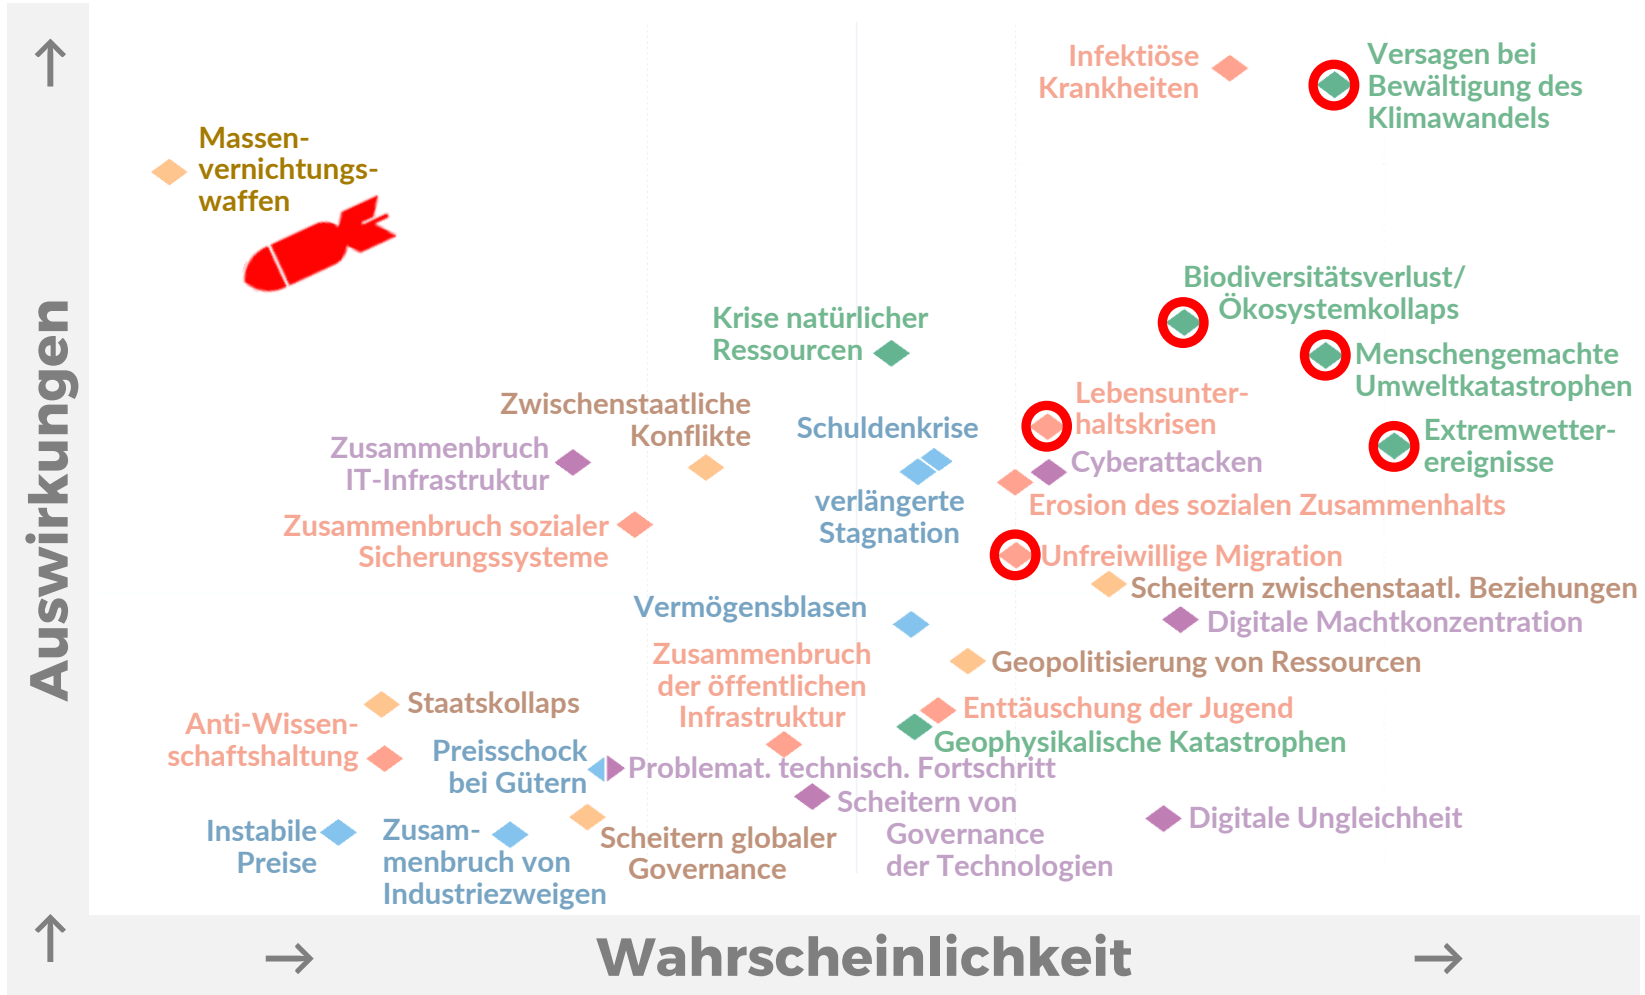 Infektiöse
Krankheiten
Versagen bei
Bewältigung des
Klimawandels
Massen-
vernichtungs-
waffen
Biodiversitätsverlust/
Ökosystemkollaps
Krise natürlicher
Ressourcen
Menschengemachte
Umweltkatastrophen
Lebensunter-
haltskrisen
Zwischenstaatliche
Konflikte
Schuldenkrise
Extremwetter-
ereignisse
Zusammenbruch
IT-Infrastruktur
Cyberattacken
verlängerte
Stagnation
Erosion des sozialen Zusammenhalts
Zusammenbruch sozialer
Sicherungssysteme
Unfreiwillige Migration
Scheitern zwischenstaatl. Beziehungen
Vermögensblasen
Digitale Machtkonzentration
Zusammenbruch
der öffentlichen
Infrastruktur
Geopolitisierung von Ressourcen
Staatskollaps
Enttäuschung der Jugend
Anti-Wissen-
schaftshaltung
Geophysikalische Katastrophen
Preisschock
bei Gütern
Problemat. technisch. Fortschritt
Scheitern von
Governance
der Technologien
Digitale Ungleichheit
Instabile
Preise
Zusam-
menbruch von
Industriezweigen
Scheitern globaler
Governance
Auswirkungen
Wahrscheinlichkeit